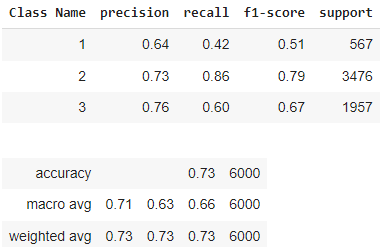 Class Name precision recall f1-score support
1 0.64 0.42 0.51 567
2 0.73 0.86 0.79 3476
3 0.76 0.60 0.67 1957
accuracy 0.73 6000
macro avg 0.71 0.63 0.66 6000
weighted avg 0.73 0.73 0.73 6000